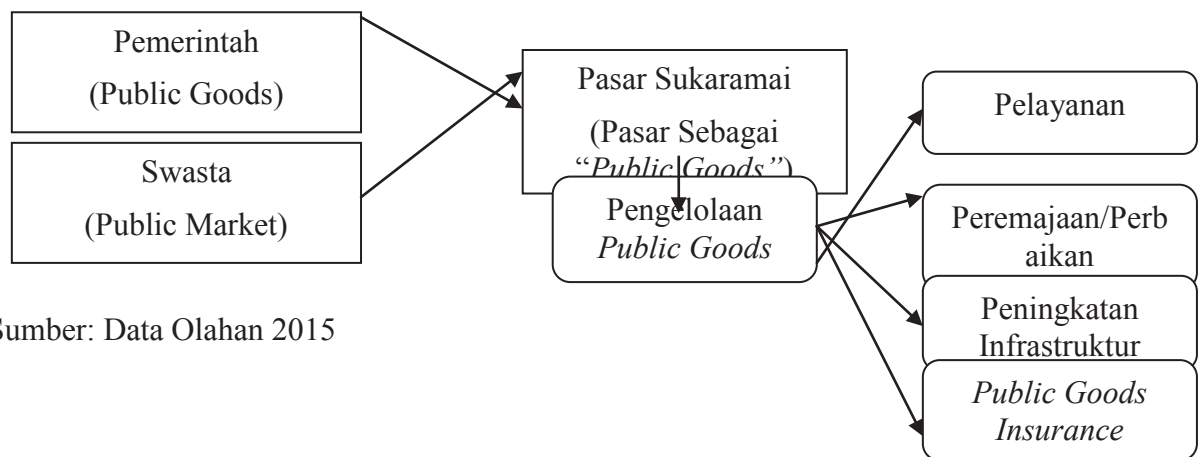 Pemerintah
(Public Goods)
Swasta
(Public Market)
Pasar Sukaramai
(Pasar Sebagai
“Public Goods”)
Pengelolaan
Public Goods
Pelayanan
Peremajaan/Perb
aikan
Peningkatan
Infrastruktur
Public Goods
Insurance
Sumber: Data Olahan 2015